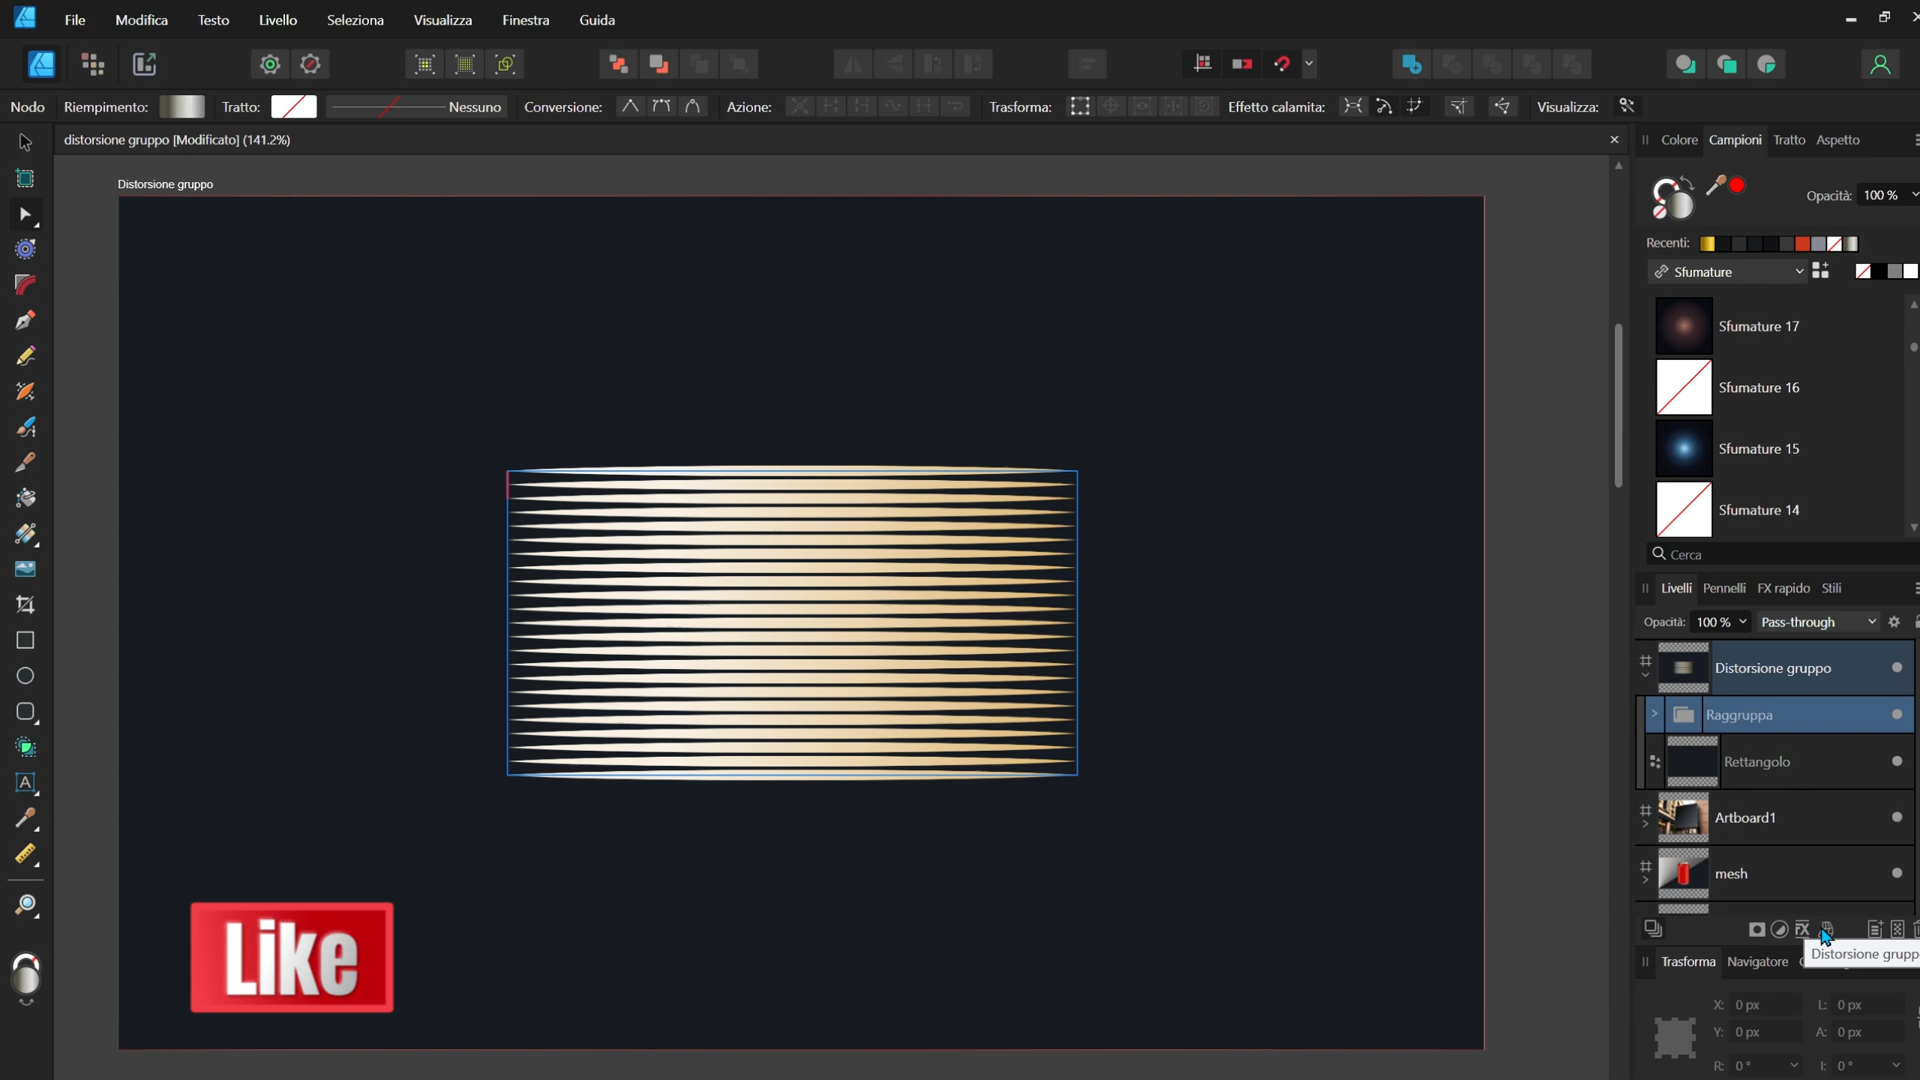 File Modifica Testo Livello Seleziona Visualizza Finestra Guida
Nodo Riempimento: Tratto: Nessuno Conversione: Azione: Trasforma: Effetto calamita: Visualizza:
distorsione gruppo [Modificato] (141.2%)
Colore Campioni Tratto Aspetto
Distorsione gruppo
Opacità: 100 %
Recenti:
Sfumature
Sfumature 17
Sfumature 16
Sfumature 15
Sfumature 14
Cerca
Livelli Pennelli FX rapido Stili
Opacità: 100 % Pass-through
Distorsione gruppo
Raggruppa
Rettangolo
Artboard1
mesh
Like
Distorsione gruppo
Trasforma Navigatore
X: 0 px L: 0 px
Y: 0 px A: 0 px
R: 0 ° I: 0 °